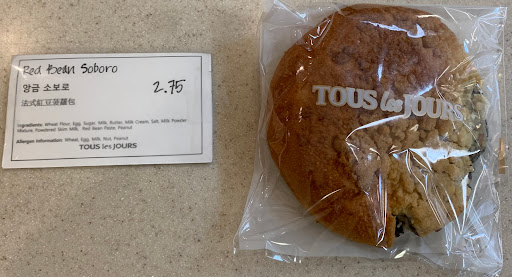 Red Bean Soboro
앙금 소보로 2.75
法式紅豆菠蘿包
Ingredients: Wheat Flour, Egg, Sugar, Milk, Butter, Milk Cream, Salt, Milk Powder
Mixture, Powdered Skim Milk, Red Bean Paste, Peanut
Allergen Information: Wheat, Egg, Milk, Nut, Peanut
TOUS les JOURS
TOUS les JOURS